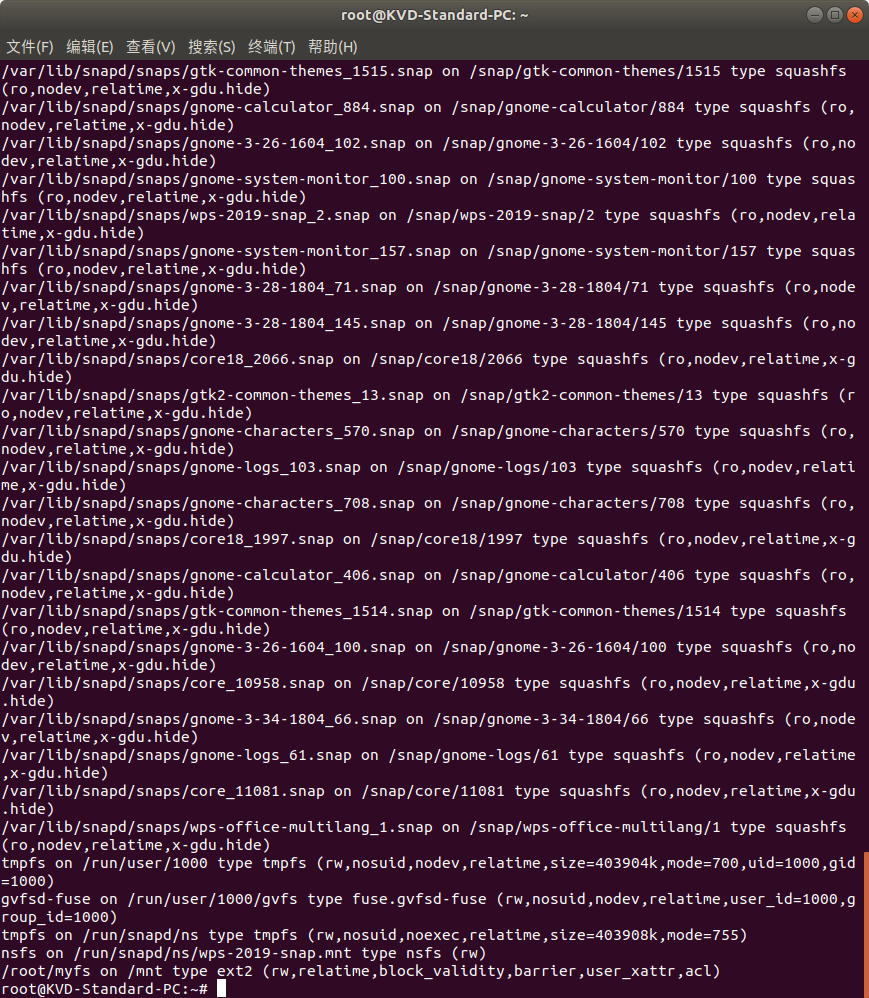 root@KVD-Standard-PC: ~
文件(F) 编辑(E) 查看(V) 搜索(S) 终端(T) 帮助(H)
/var/lib/snapd/snaps/gtk-common-themes_1515.snap on /snap/gtk-common-themes/1515 type squashfs
(ro,nodev,relatime,x-gdu.hide)
/var/lib/snapd/snaps/gnome-calculator_884.snap on /snap/gnome-calculator/884 type squashfs (ro,
nodev,relatime,x-gdu.hide)
/var/lib/snapd/snaps/gnome-3-26-1604_102.snap on /snap/gnome-3-26-1604/102 type squashfs (ro,no
dev,relatime,x-gdu.hide)
/var/lib/snapd/snaps/gnome-system-monitor_100.snap on /snap/gnome-system-monitor/100 type squas
hfs (ro,nodev,relatime,x-gdu.hide)
/var/lib/snapd/snaps/wps-2019-snap_2.snap on /snap/wps-2019-snap/2 type squashfs (ro,nodev,rela
time,x-gdu.hide)
/var/lib/snapd/snaps/gnome-system-monitor_157.snap on /snap/gnome-system-monitor/157 type squas
hfs (ro,nodev,relatime,x-gdu.hide)
/var/lib/snapd/snaps/gnome-3-28-1804_71.snap on /snap/gnome-3-28-1804/71 type squashfs (ro,node
v,relatime,x-gdu.hide)
/var/lib/snapd/snaps/gnome-3-28-1804_145.snap on /snap/gnome-3-28-1804/145 type squashfs (ro,no
dev,relatime,x-gdu.hide)
/var/lib/snapd/snaps/core18_2066.snap on /snap/core18/2066 type squashfs (ro,nodev,relatime,x-g
du.hide)
/var/lib/snapd/snaps/gtk2-common-themes_13.snap on /snap/gtk2-common-themes/13 type squashfs (r
o,nodev,relatime,x-gdu.hide)
/var/lib/snapd/snaps/gnome-characters_570.snap on /snap/gnome-characters/570 type squashfs (ro,
nodev,relatime,x-gdu.hide)
/var/lib/snapd/snaps/gnome-logs_103.snap on /snap/gnome-logs/103 type squashfs (ro,nodev,relati
me,x-gdu.hide)
/var/lib/snapd/snaps/gnome-characters_708.snap on /snap/gnome-characters/708 type squashfs (ro,
nodev,relatime,x-gdu.hide)
/var/lib/snapd/snaps/core18_1997.snap on /snap/core18/1997 type squashfs (ro,nodev,relatime,x-g
du.hide)
/var/lib/snapd/snaps/gnome-calculator_406.snap on /snap/gnome-calculator/406 type squashfs (ro,
nodev,relatime,x-gdu.hide)
/var/lib/snapd/snaps/gtk-common-themes_1514.snap on /snap/gtk-common-themes/1514 type squashfs
(ro,nodev,relatime,x-gdu.hide)
/var/lib/snapd/snaps/gnome-3-26-1604_100.snap on /snap/gnome-3-26-1604/100 type squashfs (ro,no
dev,relatime,x-gdu.hide)
/var/lib/snapd/snaps/core_10958.snap on /snap/core/10958 type squashfs (ro,nodev,relatime,x-gdu
.hide)
/var/lib/snapd/snaps/gnome-3-34-1804_66.snap on /snap/gnome-3-34-1804/66 type squashfs (ro,node
v,relatime,x-gdu.hide)
/var/lib/snapd/snaps/gnome-logs_61.snap on /snap/gnome-logs/61 type squashfs (ro,nodev,relatime
,x-gdu.hide)
/var/lib/snapd/snaps/core_11081.snap on /snap/core/11081 type squashfs (ro,nodev,relatime,x-gdu
.hide)
/var/lib/snapd/snaps/wps-office-multilang_1.snap on /snap/wps-office-multilang/1 type squashfs
(ro,nodev,relatime,x-gdu.hide)
tmpfs on /run/user/1000 type tmpfs (rw,nosuid,nodev,relatime,size=403904k,mode=700,uid=1000,gid
=1000)
gvfsd-fuse on /run/user/1000/gvfs type fuse.gvfsd-fuse (rw,nosuid,nodev,relatime,user_id=1000,g
roup_id=1000)
tmpfs on /run/snapd/ns type tmpfs (rw,nosuid,noexec,relatime,size=403908k,mode=755)
nsfs on /run/snapd/ns/wps-2019-snap.mnt type nsfs (rw)
/root/myfs on /mnt type ext2 (rw,relatime,block_validity,barrier,user_xattr,acl)
root@KVD-Standard-PC:~#